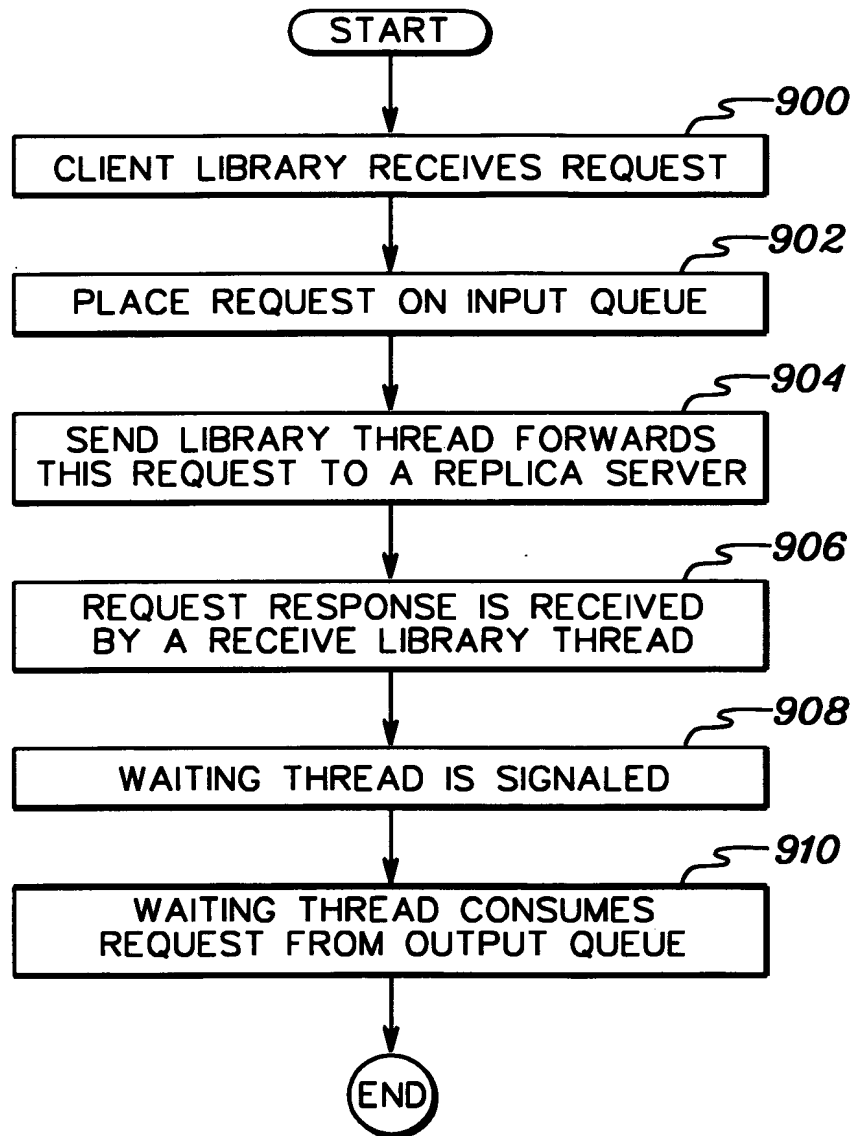 START
900
CLIENT LIBRARY RECEIVES REQUEST
902
PLACE REQUEST ON INPUT QUEUE
904
SEND LIBRARY THREAD FORWARDS
THIS REQUEST TO A REPLICA SERVER
906
REQUEST RESPONSE IS RECEIVED
BY A RECEIVE LIBRARY THREAD
908
WAITING THREAD IS SIGNALED
910
WAITING THREAD CONSUMES
REQUEST FROM OUTPUT QUEUE
END